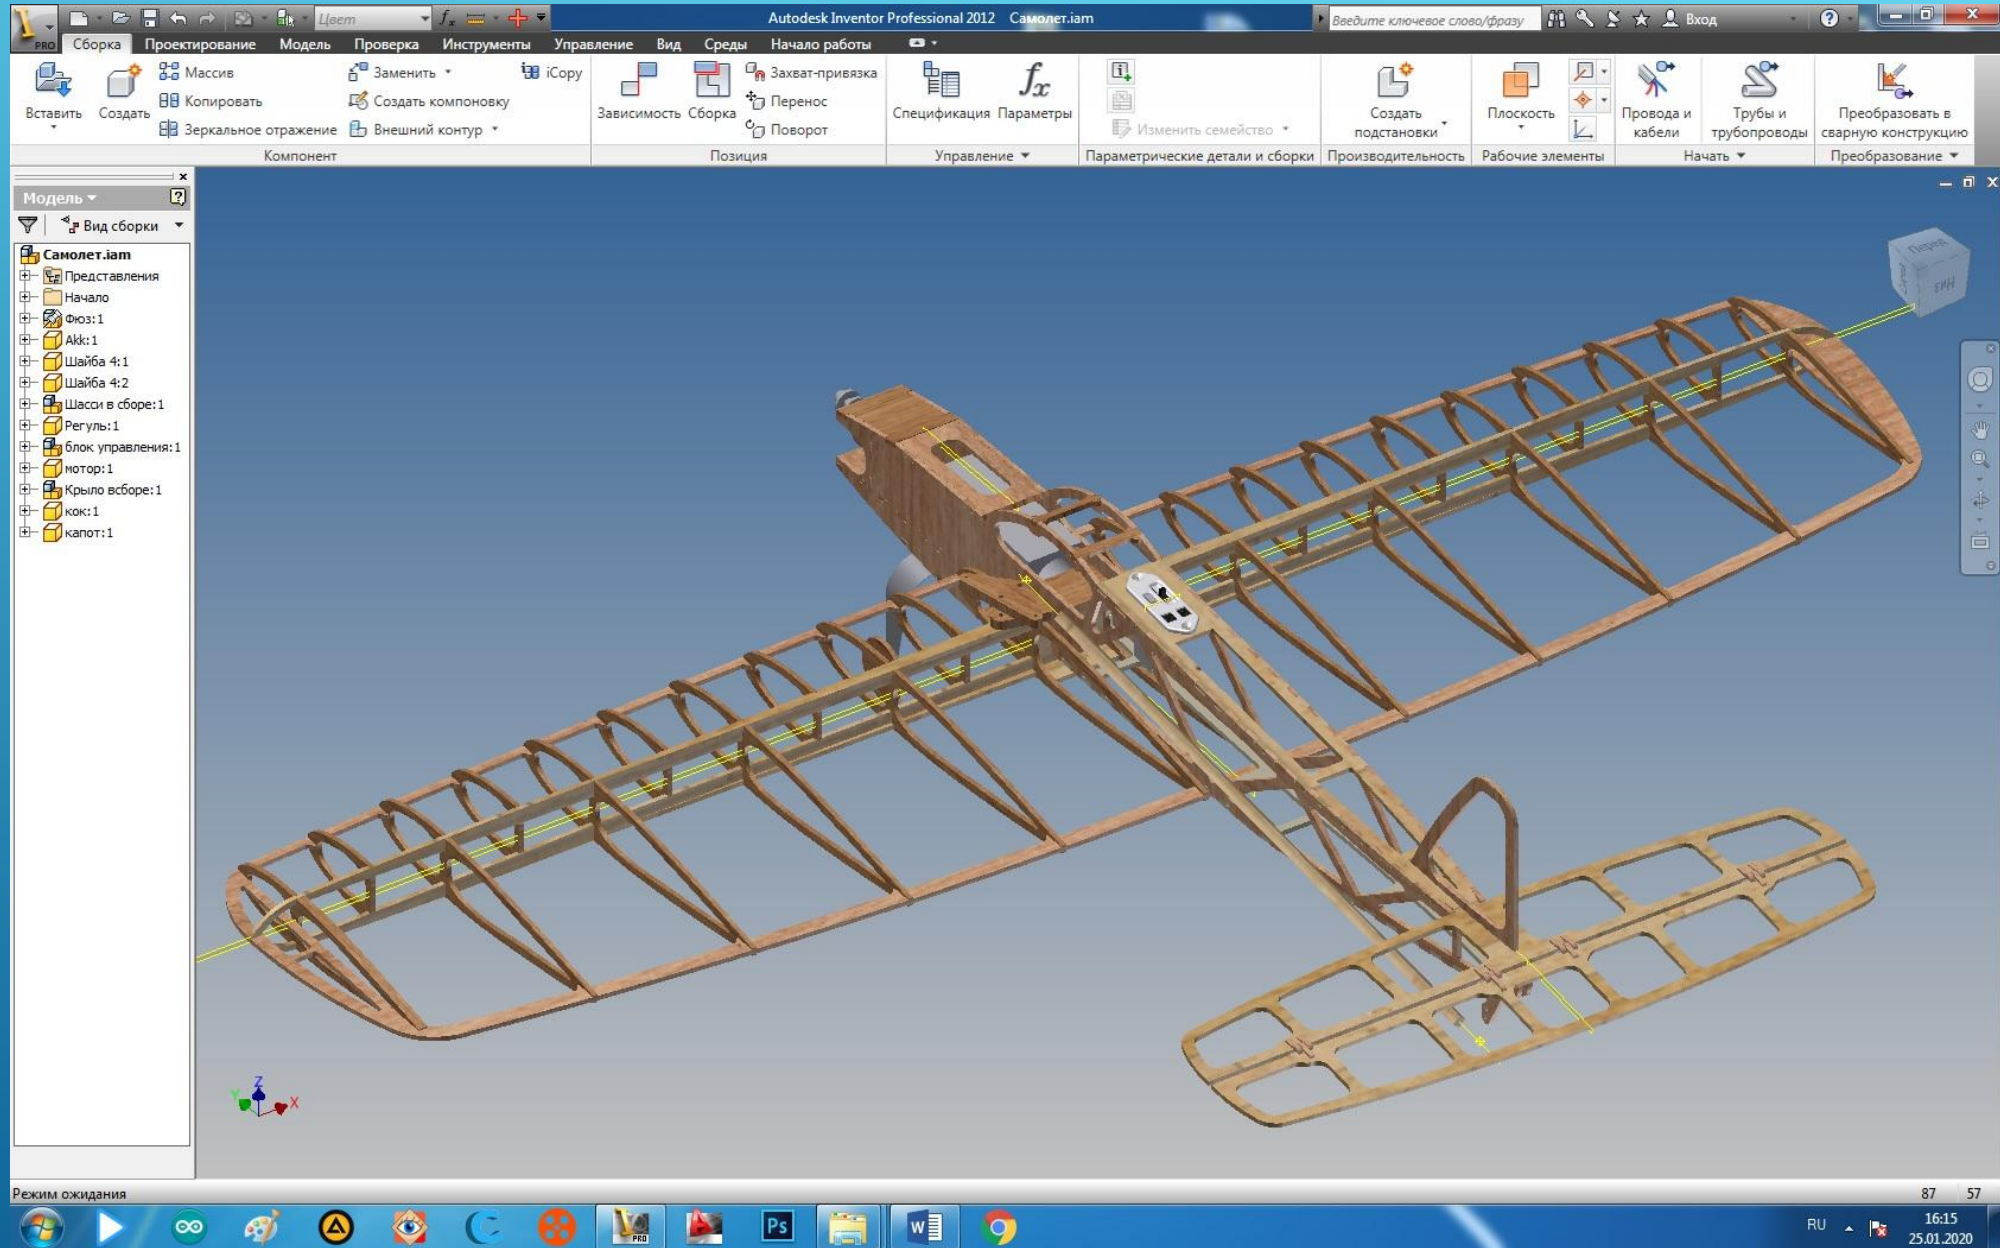 Autodesk Inventor Professional 2012 Самолет.iam
Цвет
Введите ключевое слово/фразу
Вход
PRO
Сборка Проектирование Модель Проверка Инструменты Управление Вид Среды Начало работы
Вставить
Создать
Массив
Копировать
Зеркальное отражение
Заменить
Создать компоновку
Внешний контур
iCopy
Зависимость
Сборка
Захват-привязка
Перенос
Поворот
Спецификация
Параметры
Изменить семейство
Создать
подстановки
Плоскость
Провода и
кабели
Трубы и
трубопроводы
Преобразовать в
сварную конструкцию
Компонент
Позиция
Управление
Параметрические детали и сборки
Производительность
Рабочие элементы
Начать
Преобразование
Модель
Вид сборки
Самолет.iam
Представления
Начало
Фюз:1
Akk:1
Шайба 4:1
Шайба 4:2
Шасси в сборе:1
Регуль:1
блок управления:1
мотор:1
Крыло всборе:1
кок:1
капот:1
Перед
Низ
Z
Y
X
Режим ожидания
87 57
PRO
Ps
W
RU
16:15
25.01.2020